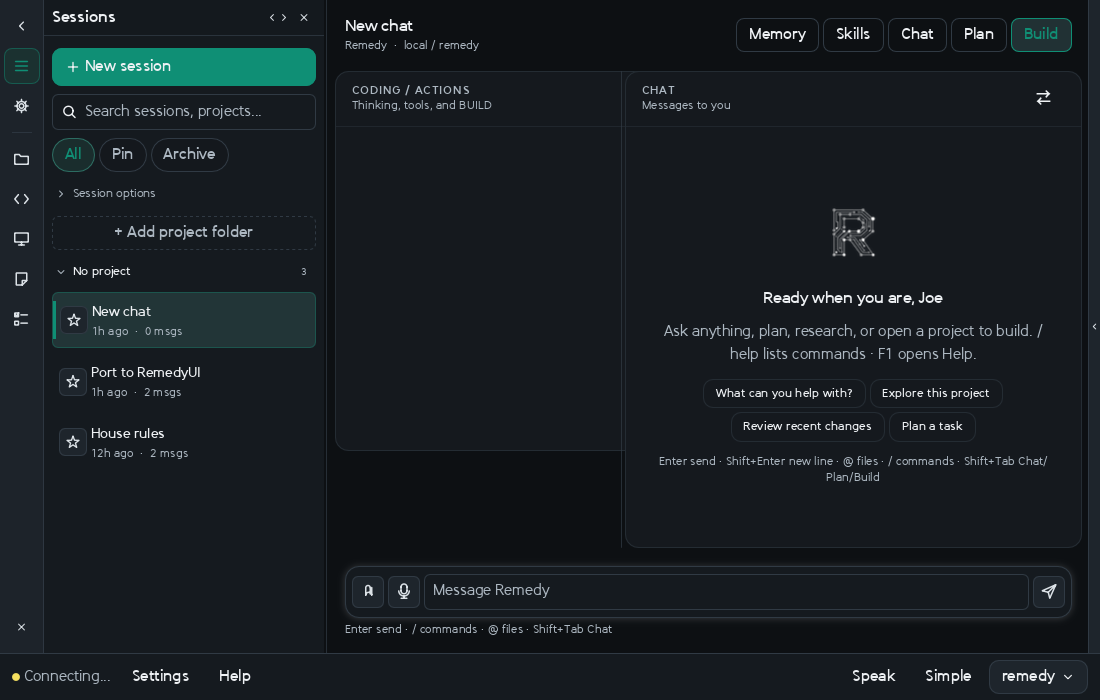 Sessions
New session
Search sessions, projects...
All
Pin
Archive
Session options
+ Add project folder
No project
3
New chat
1h ago · 0 msgs
Port to RemedyUI
1h ago · 2 msgs
House rules
12h ago · 2 msgs
New chat
Remedy · local / remedy
Memory
Skills
Chat
Plan
Build
CODING / ACTIONS
Thinking, tools, and BUILD
CHAT
Messages to you
R
Ready when you are, Joe
Ask anything, plan, research, or open a project to build. /
help lists commands · F1 opens Help.
What can you help with?
Explore this project
Review recent changes
Plan a task
Enter send · Shift+Enter new line · @ files · / commands · Shift+Tab Chat/
Plan/Build
Message Remedy
Enter send · / commands · @ files · Shift+Tab Chat
Connecting...
Settings
Help
Speak
Simple
remedy